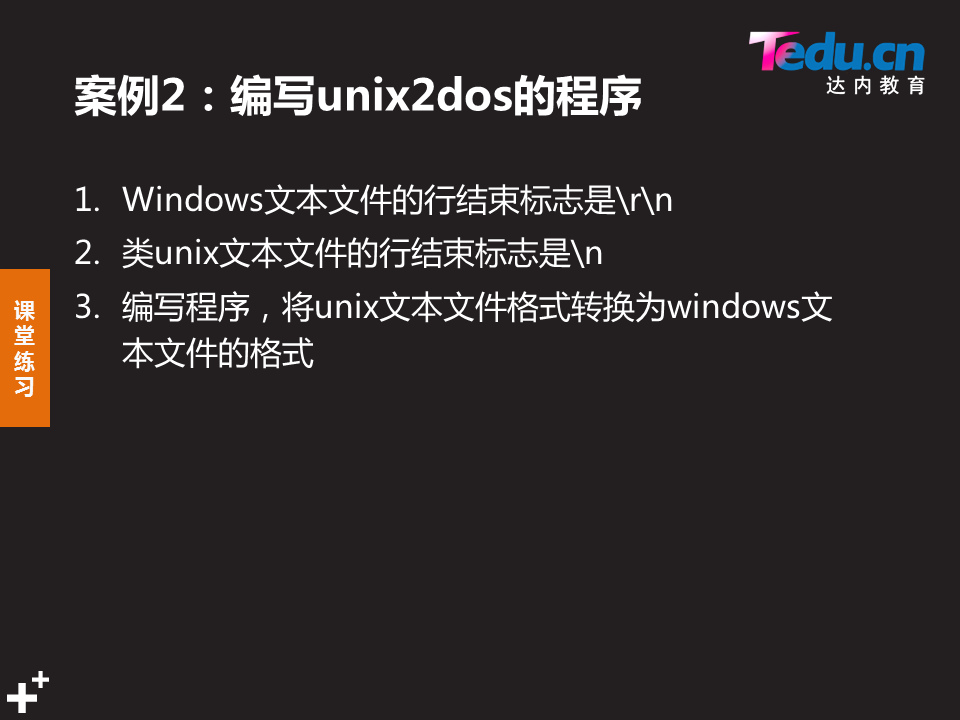 Tedu.cn
达内教育
案例2：编写unix2dos的程序
1. Windows文本文件的行结束标志是\r\n
2. 类unix文本文件的行结束标志是\n
3. 编写程序，将unix文本文件格式转换为windows文
本文件的格式
课
堂
练
习